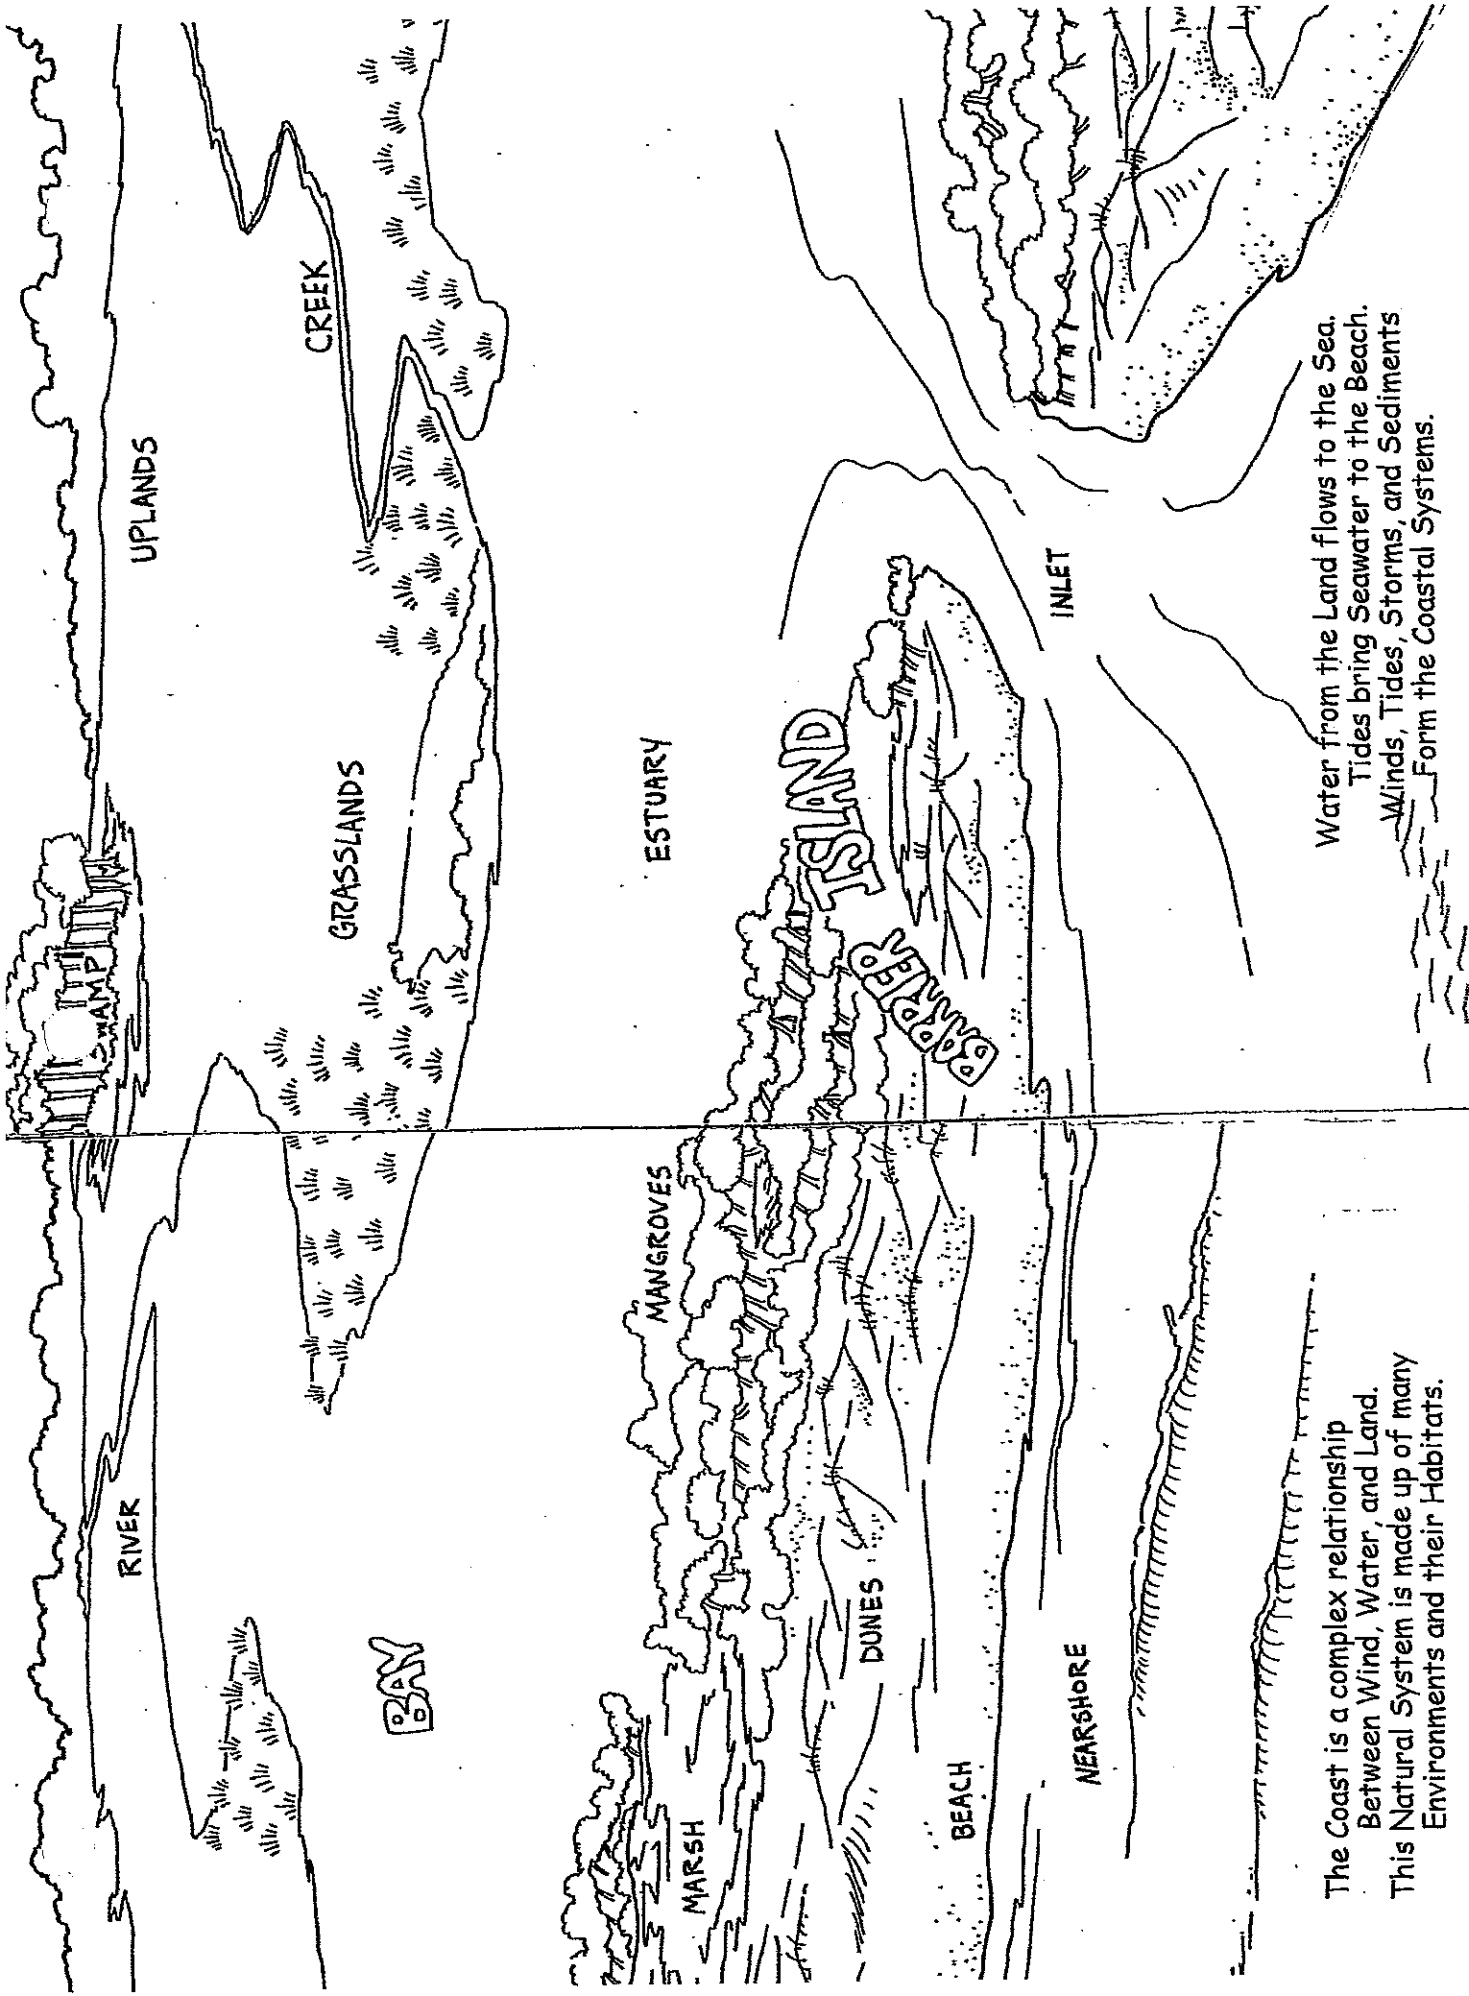 SWAMP
UPLANDS
RIVER
CREEK
GRASSLANDS
BAY
ESTUARY
MANGROVES
MARSH
BARRIER ISLAND
DUNES
BEACH
INLET
NEARSHORE
The Coast is a complex relationship
Between Wind, Water, and Land.
This Natural System is made up of many
Environments and their Habitats.
Water from the Land flows to the Sea.
Tides bring Seawater to the Beach.
Winds, Tides, Storms, and Sediments
Form the Coastal Systems.